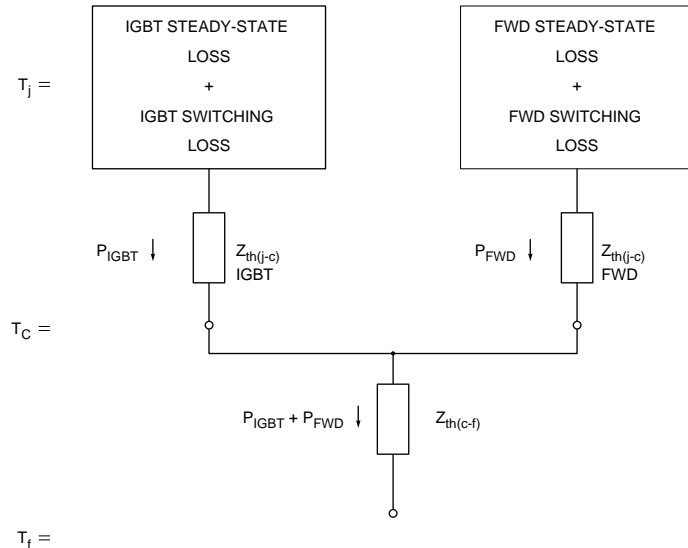 IGBT STEADY-STATE
LOSS
+
IGBT SWITCHING
LOSS
FWD STEADY-STATE
LOSS
+
FWD SWITCHING
LOSS
Tj =
PIGBT
Zth(j-c)
IGBT
PFWD
Zth(j-c)
FWD
TC =
PIGBT + PFWD
Zth(c-f)
Tf =